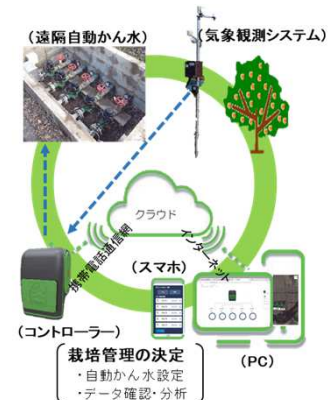 （遠隔自動かん水）
（気象観測システム）
クラウド
携帯電話通信網
インターネット
（スマホ）
（コントローラー）
（PC）
栽培管理の決定
・自動かん水設定
・データ確認・分析